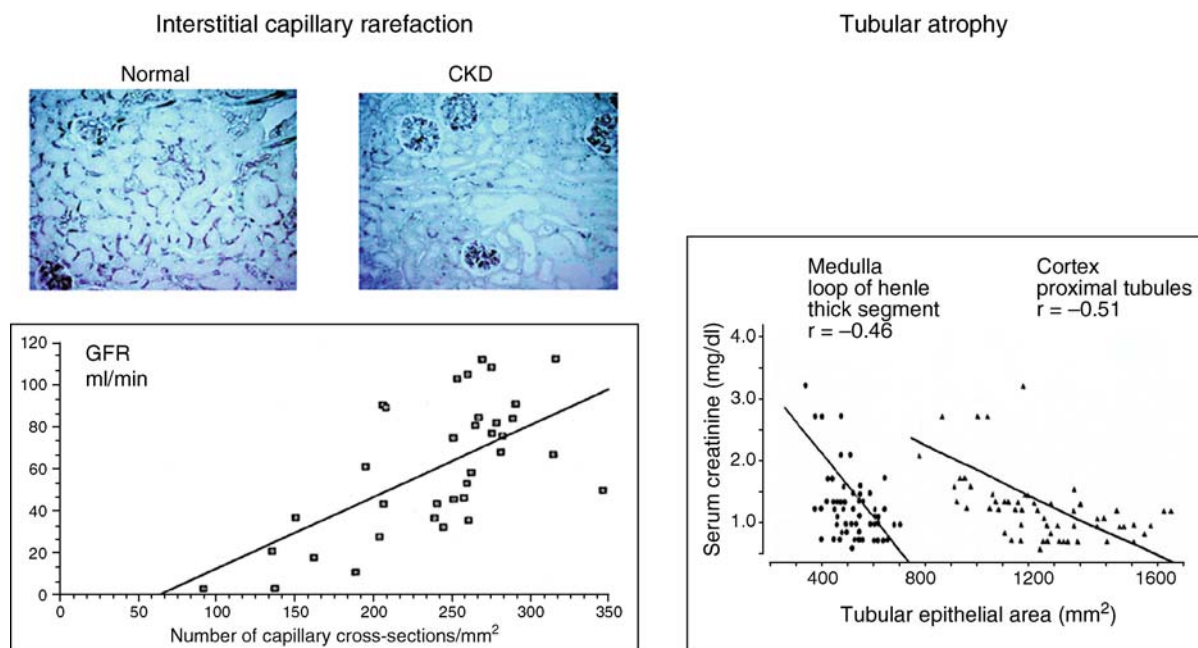 Interstitial capillary rarefaction
Tubular atrophy
Normal
CKD
GFR
ml/min
120
100
80
60
40
20
0
0
50
100
150
200
250
300
350
Number of capillary cross-sections/mm²
Medulla
loop of henle
thick segment
r = –0.46
Cortex
proximal tubules
r = –0.51
Serum creatinine (mg/dl)
4.0
3.0
2.0
1.0
400
800
1200
1600
Tubular epithelial area (mm²)